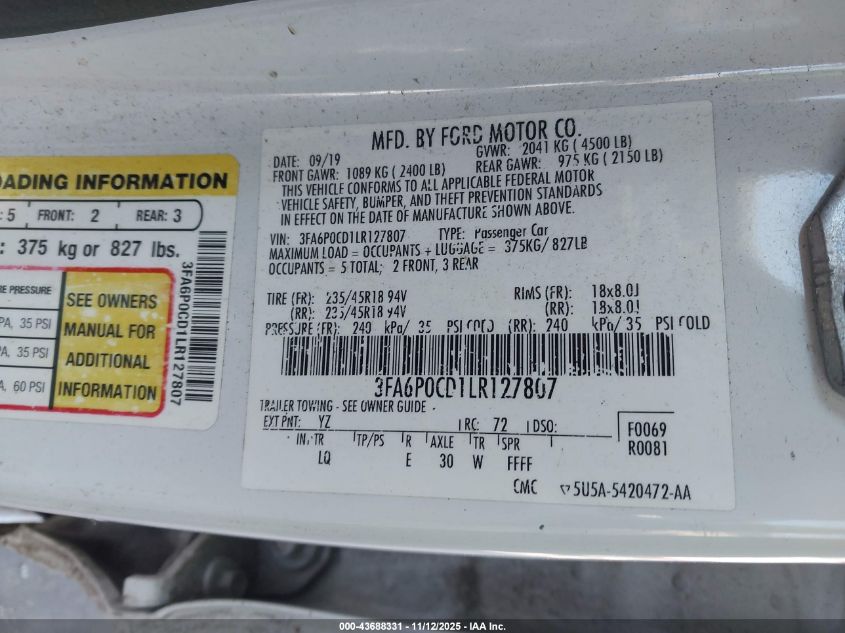 OADING INFORMATION
: 5 FRONT: 2 REAR: 3
: 375 kg or 827 lbs.
RE PRESSURE
PA, 35 PSI
A, 35 PSI
A, 60 PSI
SEE OWNERS
MANUAL FOR
ADDITIONAL
INFORMATION
3FA6P0CD1LR127807
MFD. BY FORD MOTOR CO.
DATE: 09/19 GVWR: 2041 KG ( 4500 LB)
FRONT GAWR: 1089 KG ( 2400 LB) REAR GAWR: 975 KG ( 2150 LB)
THIS VEHICLE CONFORMS TO ALL APPLICABLE FEDERAL MOTOR
VEHICLE SAFETY, BUMPER, AND THEFT PREVENTION STANDARDS
IN EFFECT ON THE DATE OF MANUFACTURE SHOWN ABOVE.
VIN: 3FA6P0CD1LR127807 TYPE: Passenger Car
MAXIMUM LOAD = OCCUPANTS + LUGGAGE = 375KG/ 827LB
OCCUPANTS = 5 TOTAL; 2 FRONT, 3 REAR
TIRE (FR): 235/45R18 94V RIMS (FR): 18x8.0J
(RR): 235/45R18 94V (RR): 18x8.0J
PRESSURE (FR): 240 kPa/ 35 PSI COLD (RR): 240 kPa/ 35 PSI COLD
3FA6P0CD1LR127807
TRAILER TOWING - SEE OWNER GUIDE -
EXT PNT: YZ RC: 72 DSO: F0069
IN. TR TP/PS R AXLE TR SPR R0081
LQ E 30 W FFFF
CMC 5U5A-5420472-AA
000-43688331 - 11/12/2025 - IAA Inc.